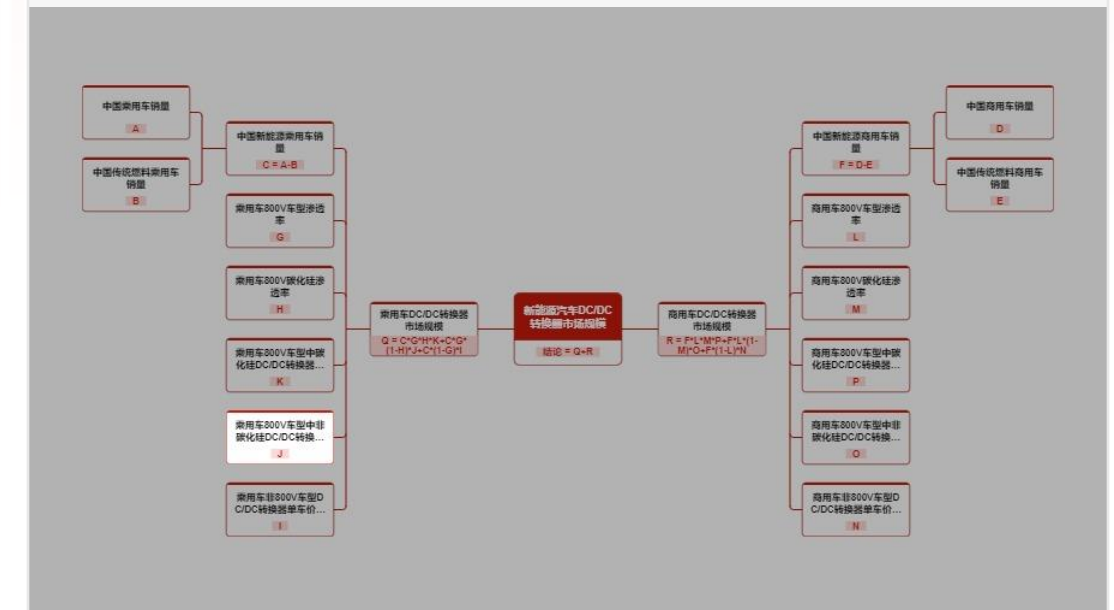 中国乘用车销量
A
中国传统燃料乘用车
销量
B
中国新能源乘用车销
量
C = A-B
乘用车800V车型渗透
率
G
乘用车800V碳化硅渗
透率
H
乘用车800V车型中碳
化硅DC/DC转换器...
K
乘用车800V车型中非
碳化硅DC/DC转换...
J
乘用车非800V车型D
C/DC转换器单车价...
I
乘用车DC/DC转换器
市场规模
Q = C*G*H*K+C*G*
(1-H)*J+C*(1-G)*I
新能源汽车DC/DC
转换器市场规模
结论 = Q+R
商用车DC/DC转换器
市场规模
R = F*L*M*P+F*L*(1-
M)*O+F*(1-L)*N
中国新能源商用车销
量
F = D-E
商用车800V车型渗透
率
L
商用车800V碳化硅渗
透率
M
商用车800V车型中碳
化硅DC/DC转换器...
P
商用车800V车型中非
碳化硅DC/DC转换...
O
商用车非800V车型D
C/DC转换器单车价...
N
中国商用车销量
D
中国传统燃料商用车
销量
E